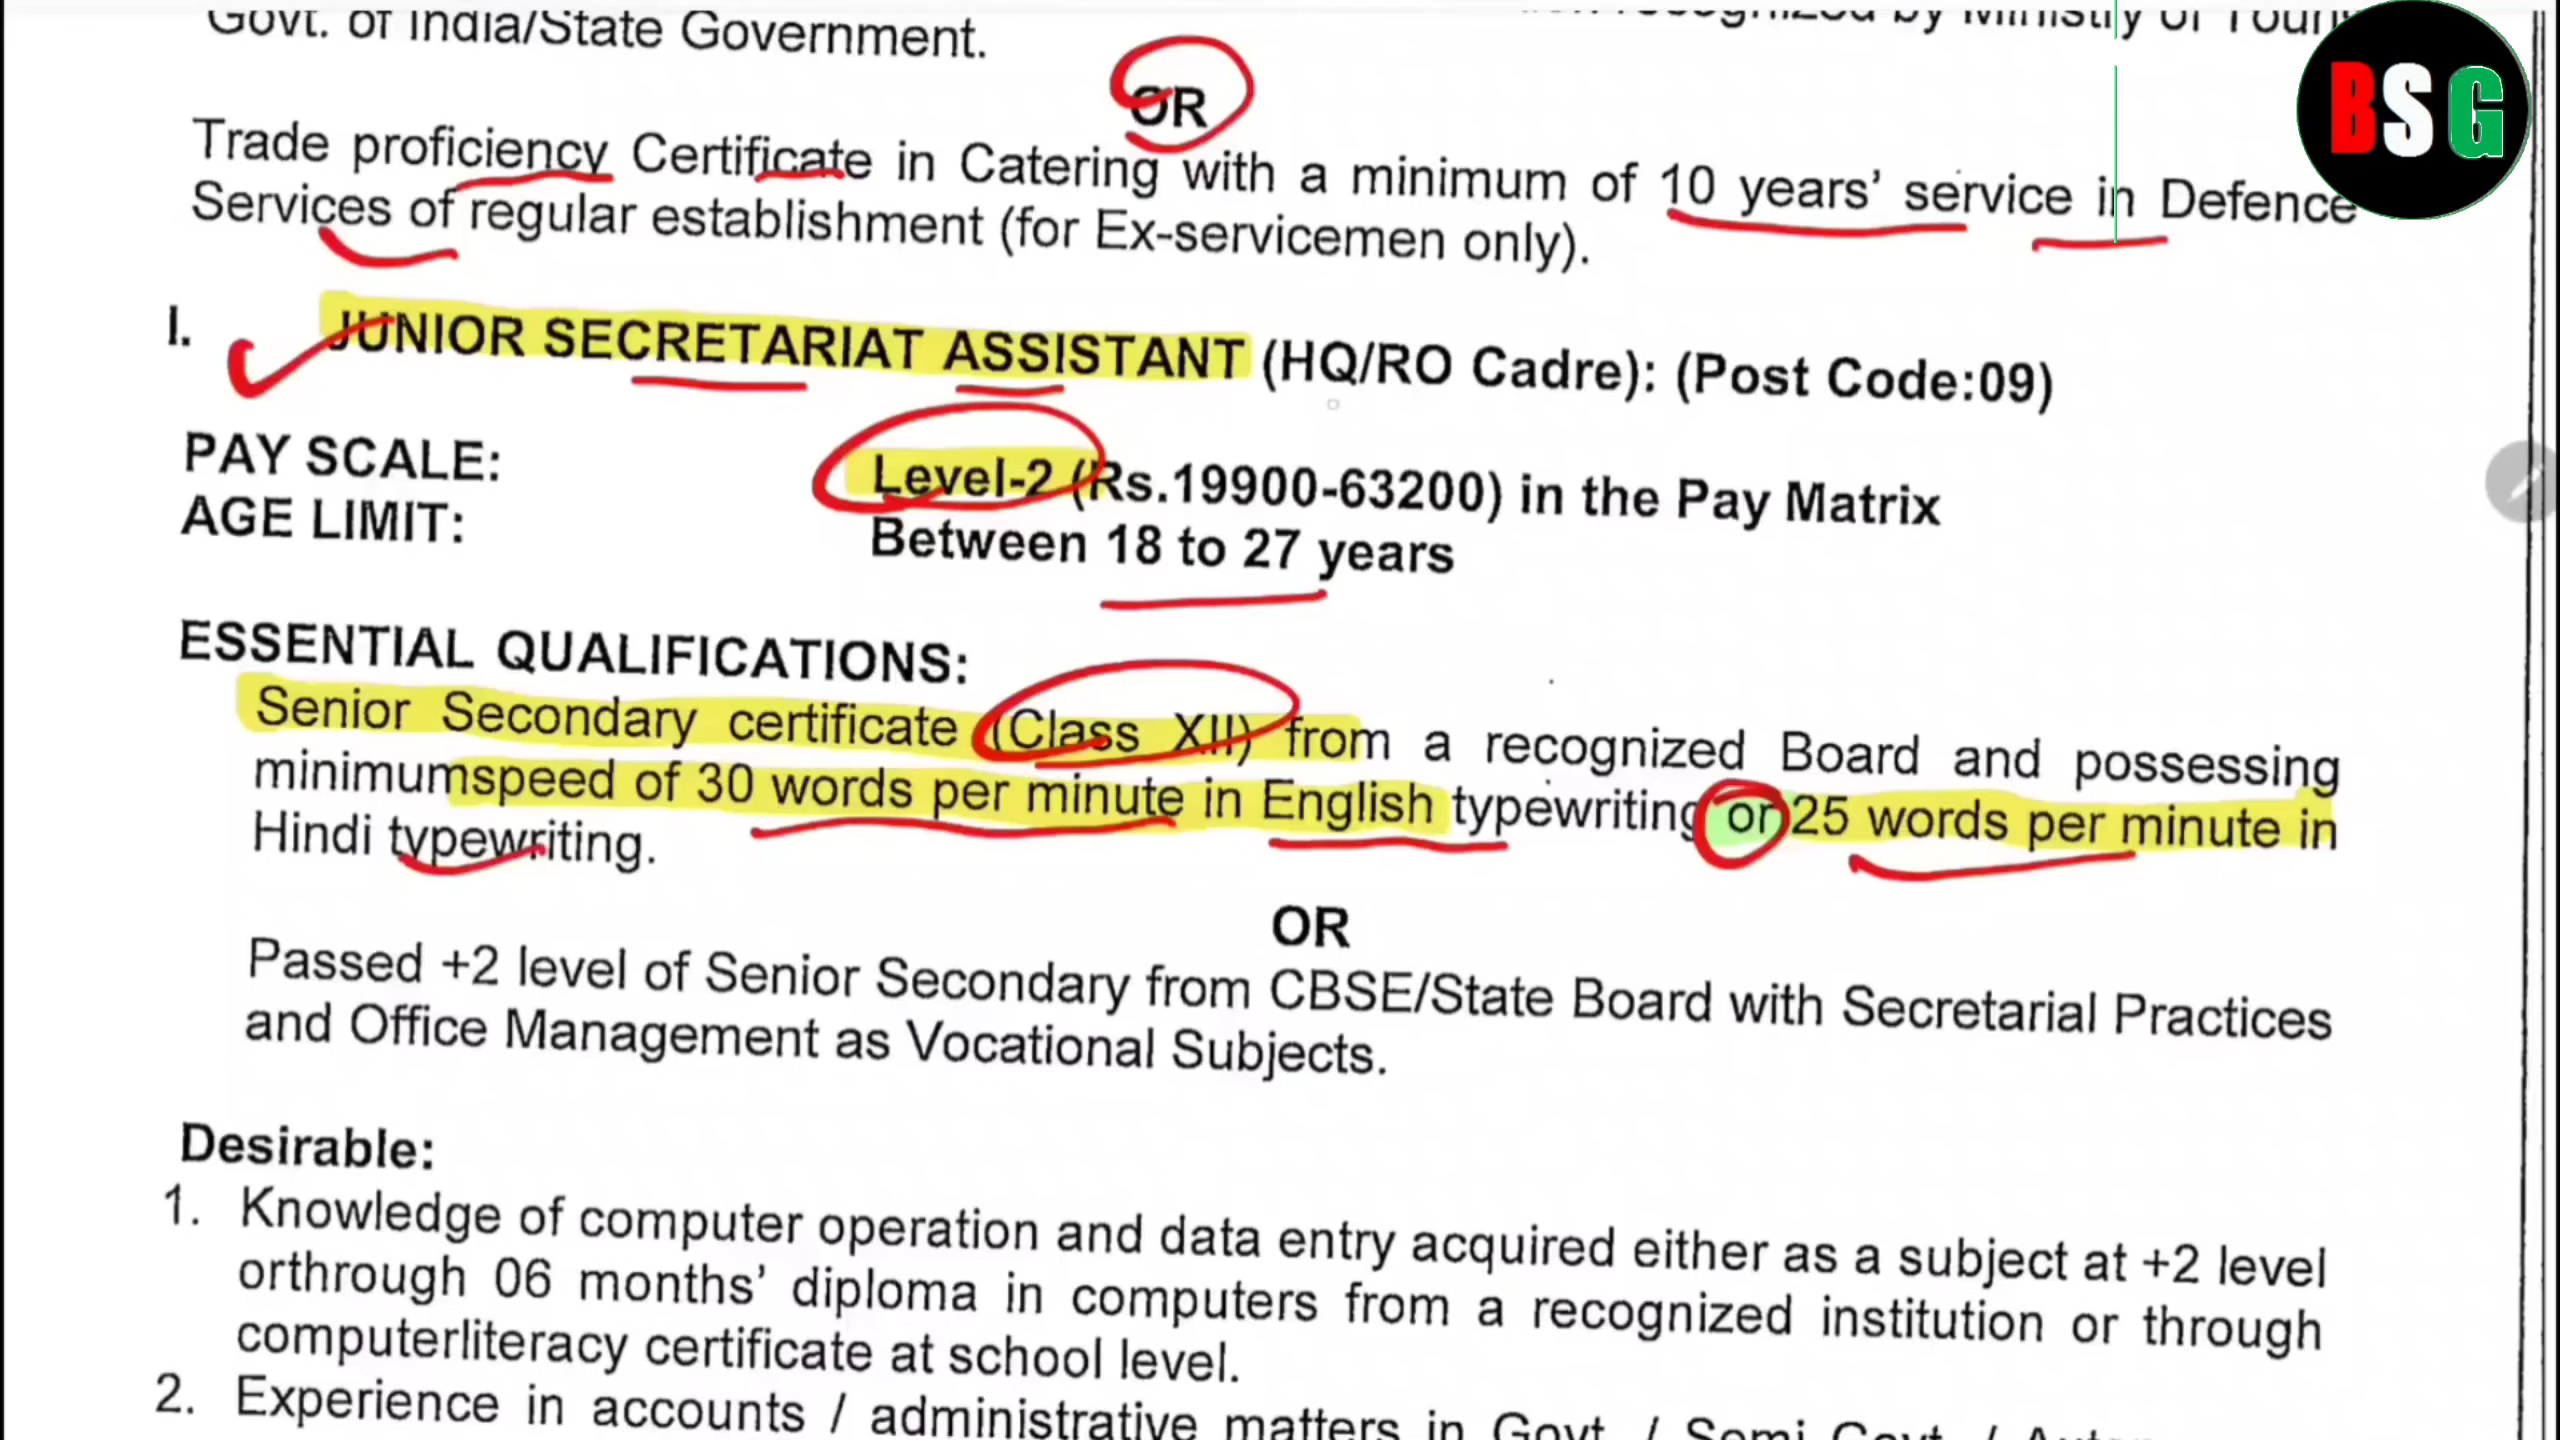 Govt. of India/State Government.
recognized by Ministry of
OR
BSG
Trade proficiency Certificate in Catering with a minimum of 10 years’ service in Defence
Services of regular establishment (for Ex-servicemen only).
I. JUNIOR SECRETARIAT ASSISTANT (HQ/RO Cadre): (Post Code:09)
PAY SCALE: Level-2 (Rs.19900-63200) in the Pay Matrix
AGE LIMIT: Between 18 to 27 years
ESSENTIAL QUALIFICATIONS:
Senior Secondary certificate (Class XII) from a recognized Board and possessing
minimumspeed of 30 words per minute in English typewriting or 25 words per minute in
Hindi typewriting.
OR
Passed +2 level of Senior Secondary from CBSE/State Board with Secretarial Practices
and Office Management as Vocational Subjects.
Desirable:
1. Knowledge of computer operation and data entry acquired either as a subject at +2 level
orthrough 06 months’ diploma in computers from a recognized institution or through
computerliteracy certificate at school level.
2. Experience in accounts / administrative matters in Govt. / Semi Govt. /